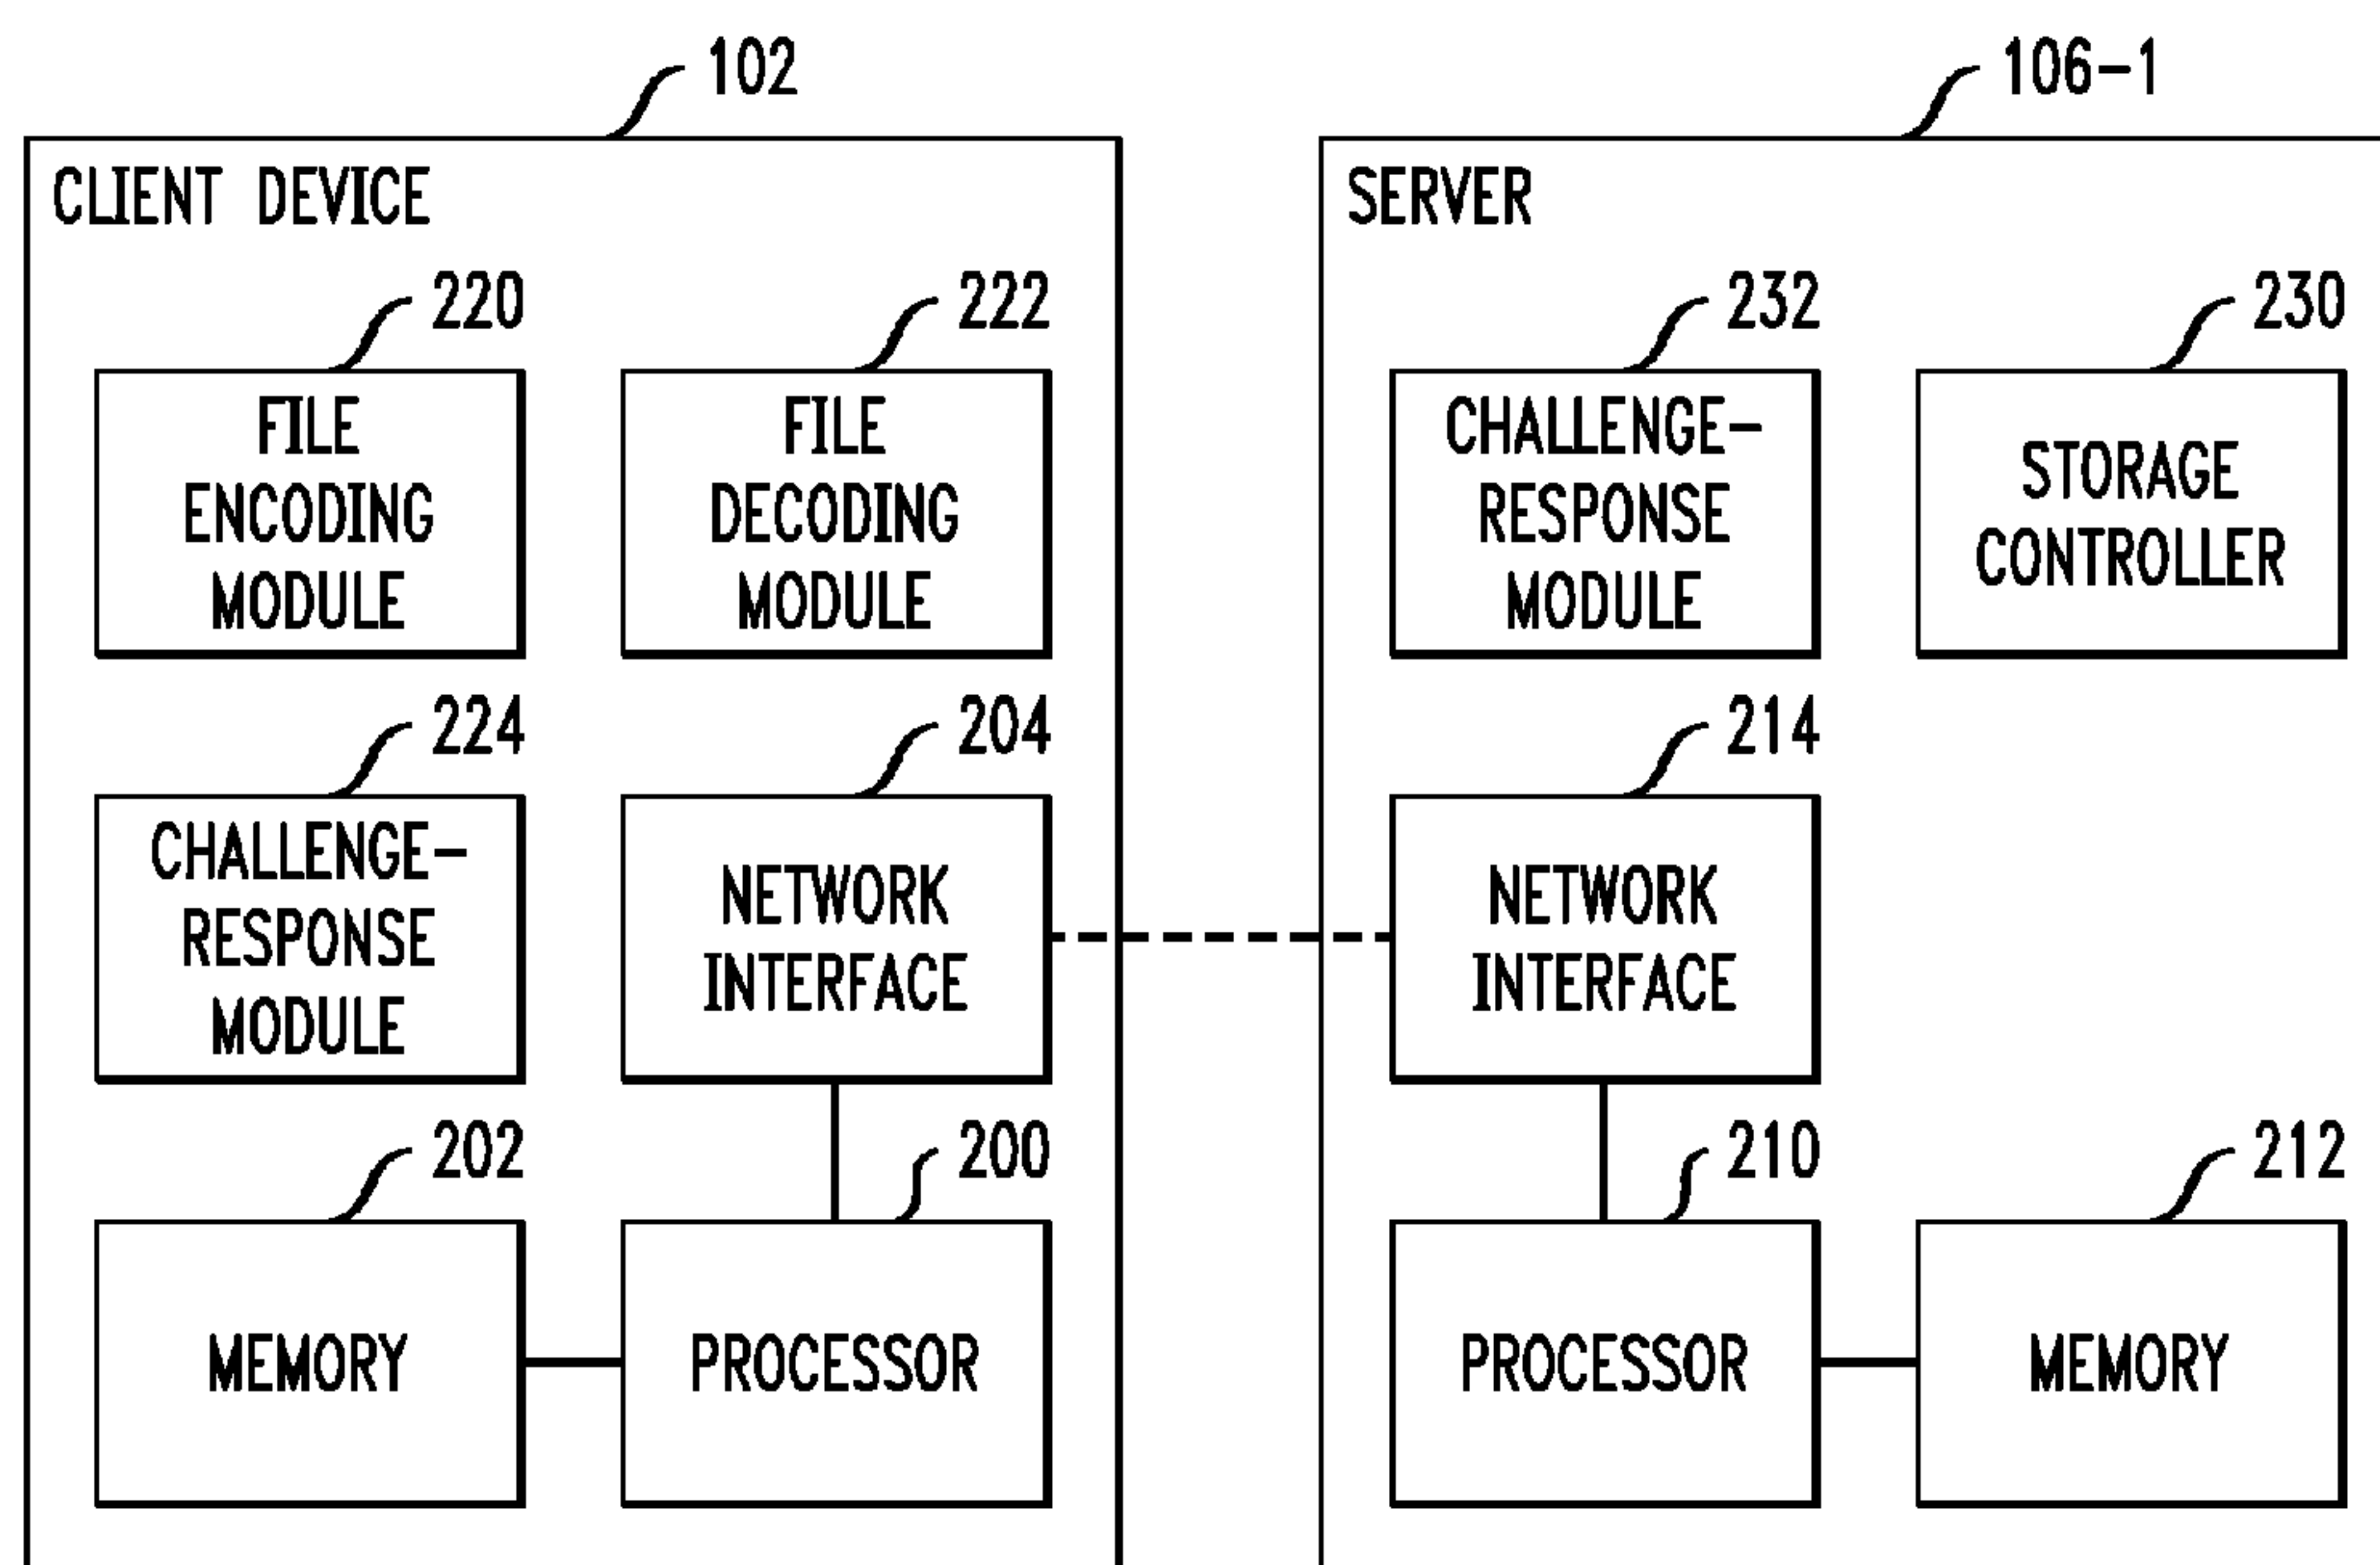 102
106-1
CLIENT DEVICE
SERVER
220
222
232
230
FILE
ENCODING
MODULE
FILE
DECODING
MODULE
CHALLENGE-
RESPONSE
MODULE
STORAGE
CONTROLLER
224
204
214
CHALLENGE-
RESPONSE
MODULE
NETWORK
INTERFACE
NETWORK
INTERFACE
202
200
210
212
MEMORY
PROCESSOR
PROCESSOR
MEMORY